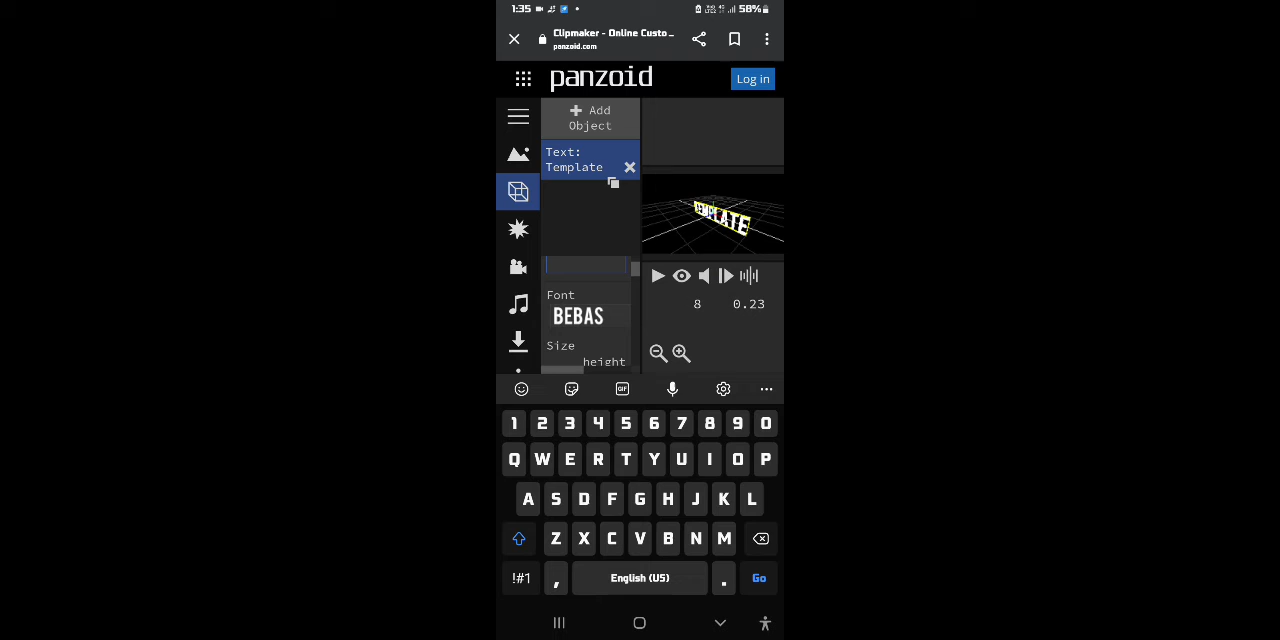 1:35
58%
Clipmaker - Online Custo _
panzoid.com
panzoid
Log in
Add
Object
Text:
Template
TEMPLATE
Font
BEBAS
8
0.23
Size
height
GIF
1 2 3 4 5 6 7 8 9 0
Q W E R T Y U I O P
A S D F G H J K L
Z X C V B N M
!#1 , English (US) . Go